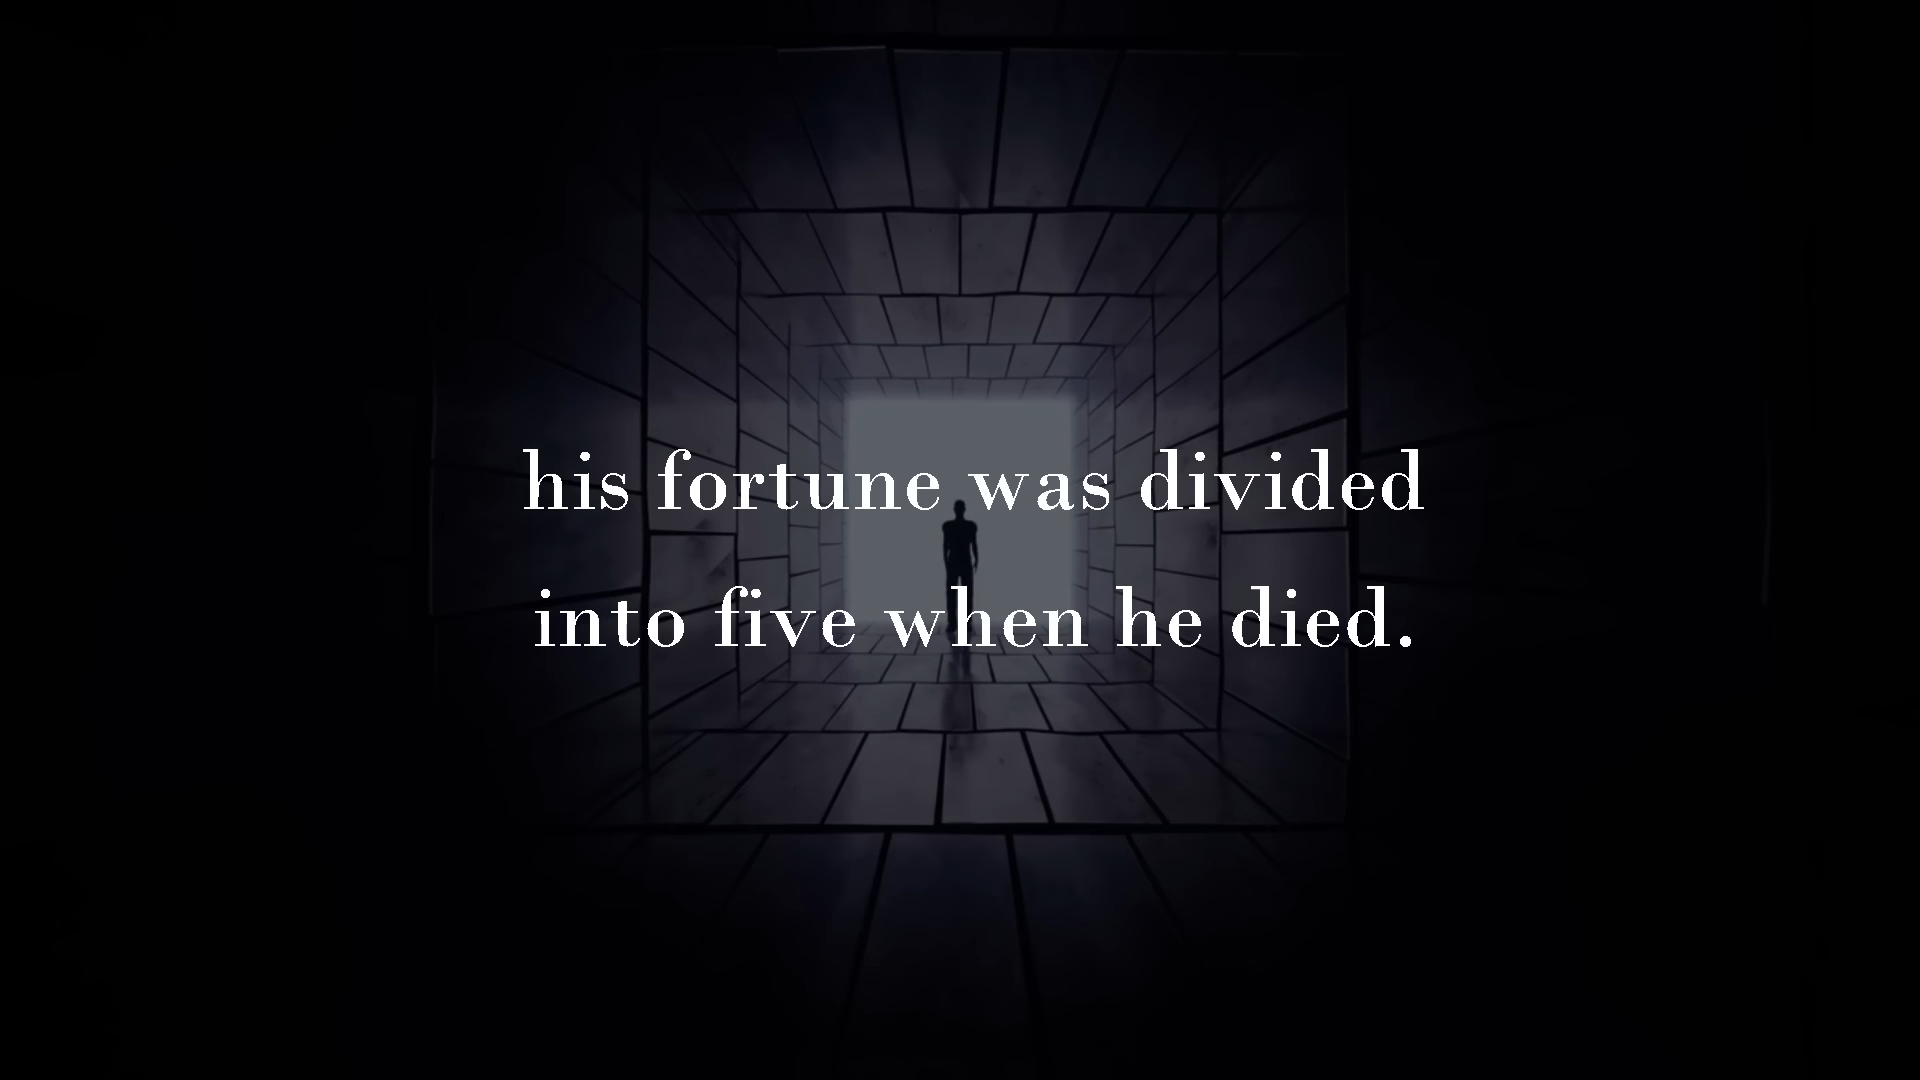 his fortune was divided
into five when he died.